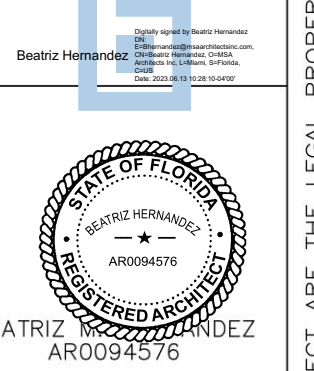 Beatriz Hernandez
Digitally signed by Beatriz Hernandez
DN:
E=Bhernandez@msaarchitectsinc.com,
CN=Beatriz Hernandez, O=MSA
Architects Inc, L=Miami, S=Florida,
C=US
Date: 2023.06.13 10:28:10-04'00'
STATE OF FLORIDA
BEATRIZ HERNANDEZ
AR0094576
REGISTERED ARCHITECT
ATRIZ M. NDEZ
AR0094576
ECT ARE THE LEGAL PROPER